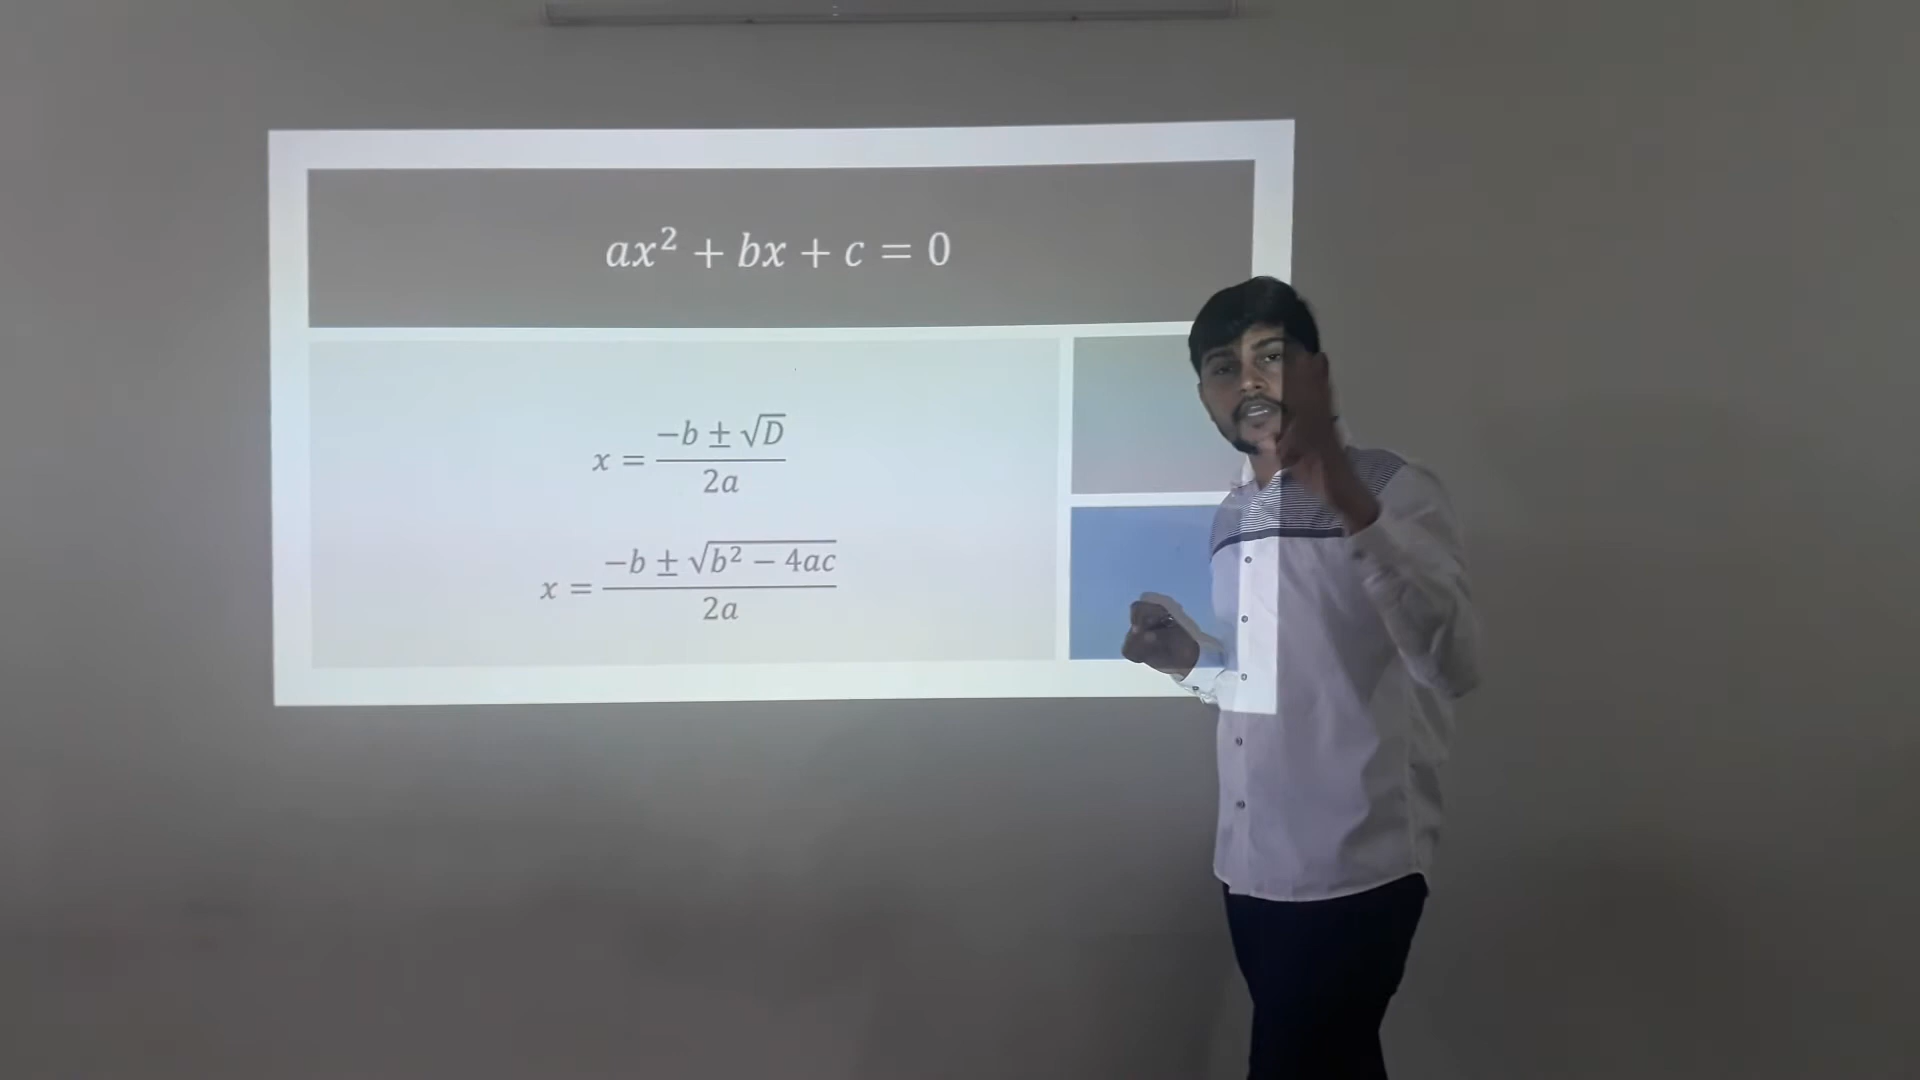 ax² + bx + c = 0
x = (−b ± √D) / 2a
x = (−b ± √(b² − 4ac)) / 2a